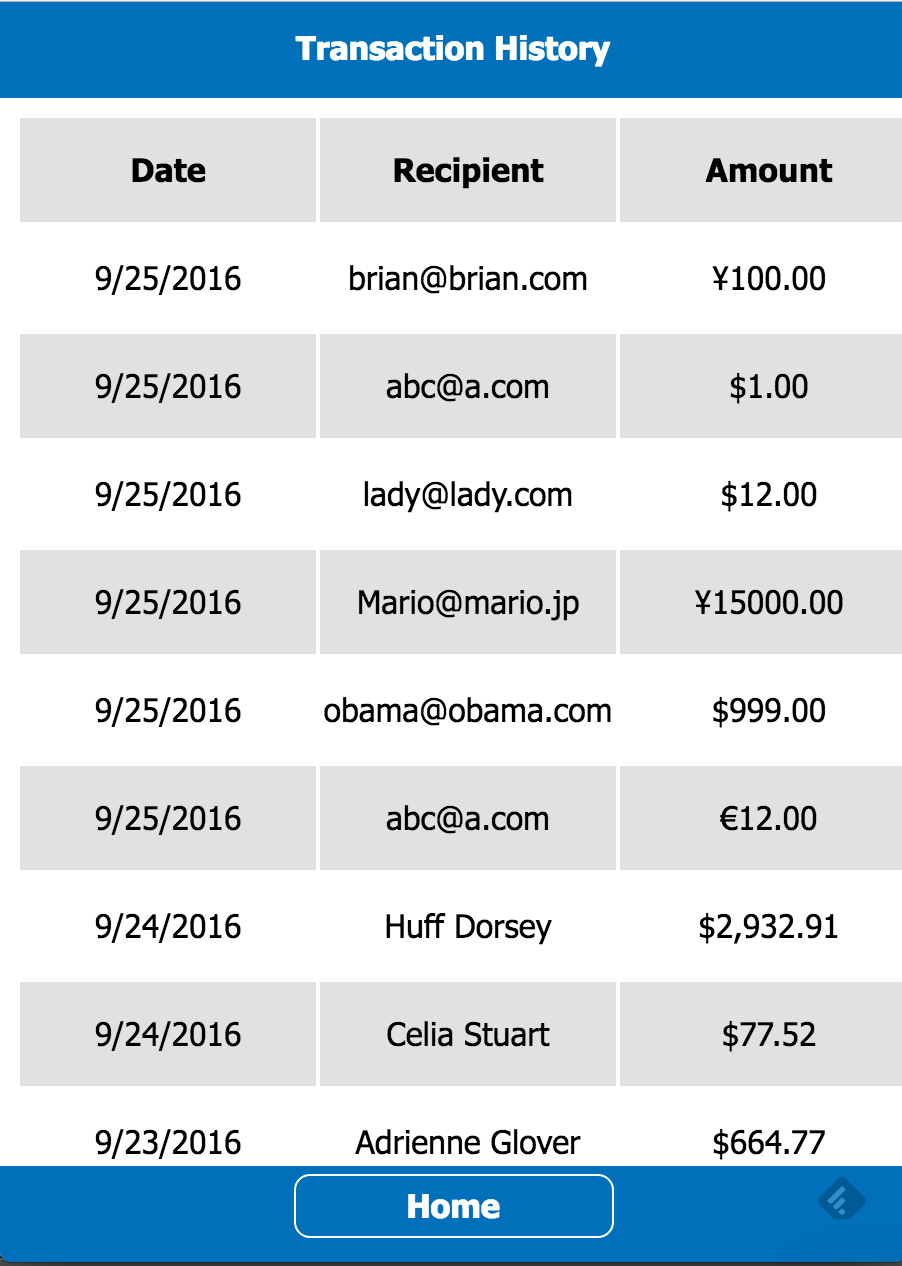 Transaction History
Date Recipient Amount
9/25/2016 brian@brian.com ¥100.00
9/25/2016 abc@a.com $1.00
9/25/2016 lady@lady.com $12.00
9/25/2016 Mario@mario.jp ¥15000.00
9/25/2016 obama@obama.com $999.00
9/25/2016 abc@a.com €12.00
9/24/2016 Huff Dorsey $2,932.91
9/24/2016 Celia Stuart $77.52
9/23/2016 Adrienne Glover $664.77
Home